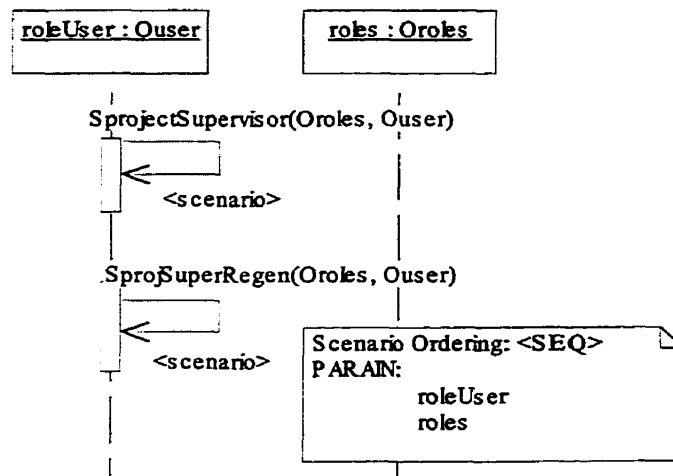 roleUser : Ouser
roles : Oroles
SprojectSupervisor(Oroles, Ouser)
<scenario>
SprojSuperRegen(Oroles, Ouser)
<scenario>
Scenario Ordering: <SEQ>
PARAIN:
roleUser
roles